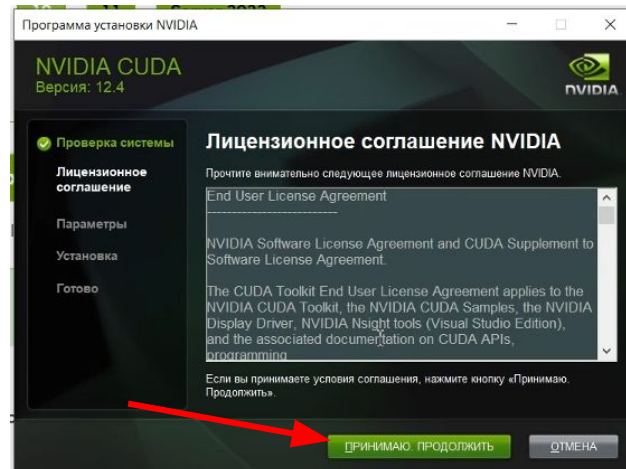 Программа установки NVIDIA
NVIDIA CUDA
Версия: 12.4
NVIDIA
Проверка системы
Лицензионное
соглашение
Параметры
Установка
Готово
Лицензионное соглашение NVIDIA
Прочтите внимательно следующее лицензионное соглашение NVIDIA.
End User License Agreement
--------------------------
NVIDIA Software License Agreement and CUDA Supplement to
Software License Agreement.
The CUDA Toolkit End User License Agreement applies to the
NVIDIA CUDA Toolkit, the NVIDIA CUDA Samples, the NVIDIA
Display Driver, NVIDIA Nsight tools (Visual Studio Edition),
and the associated documentation on CUDA APIs,
programming
Если вы принимаете условия соглашения, нажмите кнопку «Принимаю.
Продолжить».
ПРИНИМАЮ. ПРОДОЛЖИТЬ
ОТМЕНА